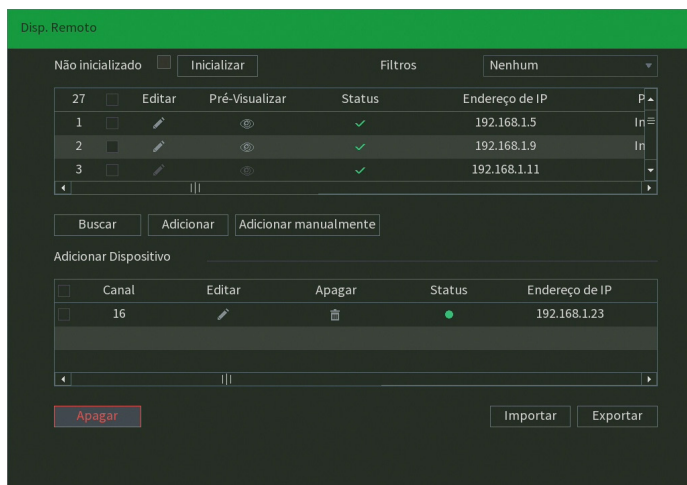 Disp. Remoto
Não inicializado Inicializar Filtros Nenhum
27 Editar Pré-Visualizar Status Endereço de IP P
1 192.168.1.5 In
2 192.168.1.9 In
3 192.168.1.11
Buscar Adicionar Adicionar manualmente
Adicionar Dispositivo
Canal Editar Apagar Status Endereço de IP
16 192.168.1.23
Apagar Importar Exportar